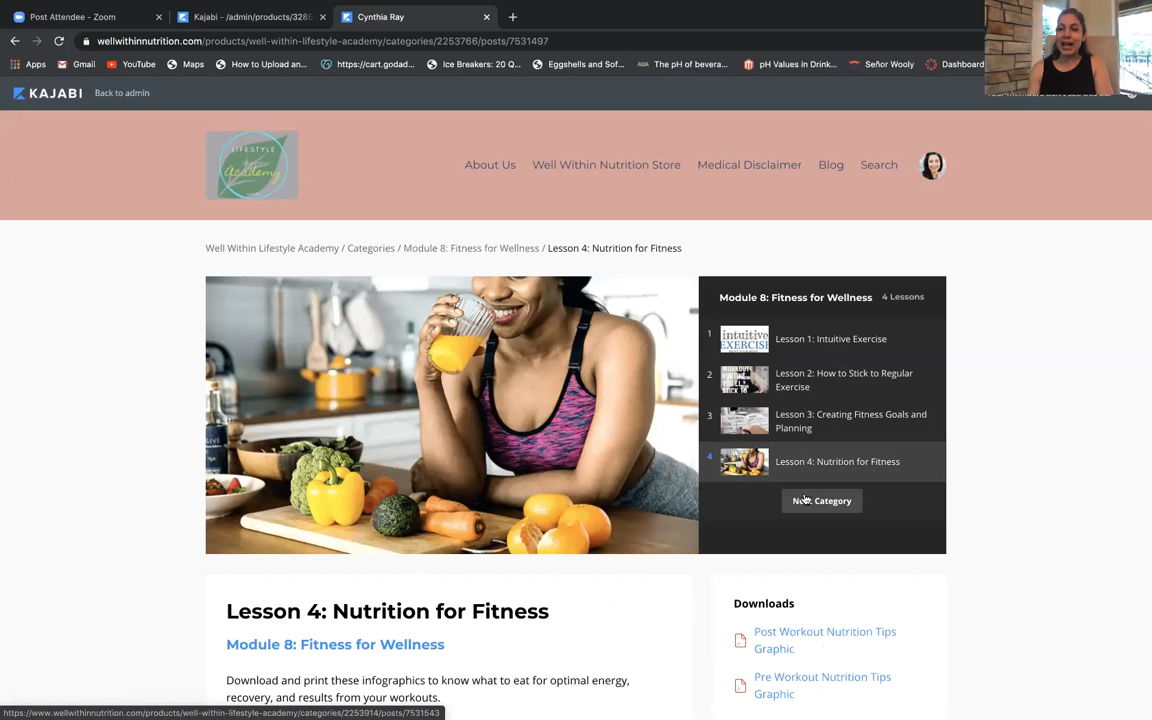 Post Attendee - Zoom
Kajabi - /admin/products/3288
Cynthia Ray
wellwithinnutrition.com/products/well-within-lifestyle-academy/categories/2253766/posts/7531497
Apps Gmail YouTube Maps How to Upload an... https://cart.godad... Ice Breakers: 20 Q... Eggshells and Sof... ADA The pH of bevera... pH Values in Drink... Señor Wooly Dashboard
KAJABI Back to admin
LIFESTYLE
Academy
About Us Well Within Nutrition Store Medical Disclaimer Blog Search
Well Within Lifestyle Academy / Categories / Module 8: Fitness for Wellness / Lesson 4: Nutrition for Fitness
Module 8: Fitness for Wellness 4 Lessons
1 intuitive EXERCISE Lesson 1: Intuitive Exercise
2 Lesson 2: How to Stick to Regular
Exercise
3 Lesson 3: Creating Fitness Goals and
Planning
4 Lesson 4: Nutrition for Fitness
Category
Lesson 4: Nutrition for Fitness
Module 8: Fitness for Wellness
Download and print these infographics to know what to eat for optimal energy,
recovery, and results from your workouts.
Downloads
Post Workout Nutrition Tips
Graphic
Pre Workout Nutrition Tips
Graphic
https://www.wellwithinnutrition.com/products/well-within-lifestyle-academy/categories/2253914/posts/7531543